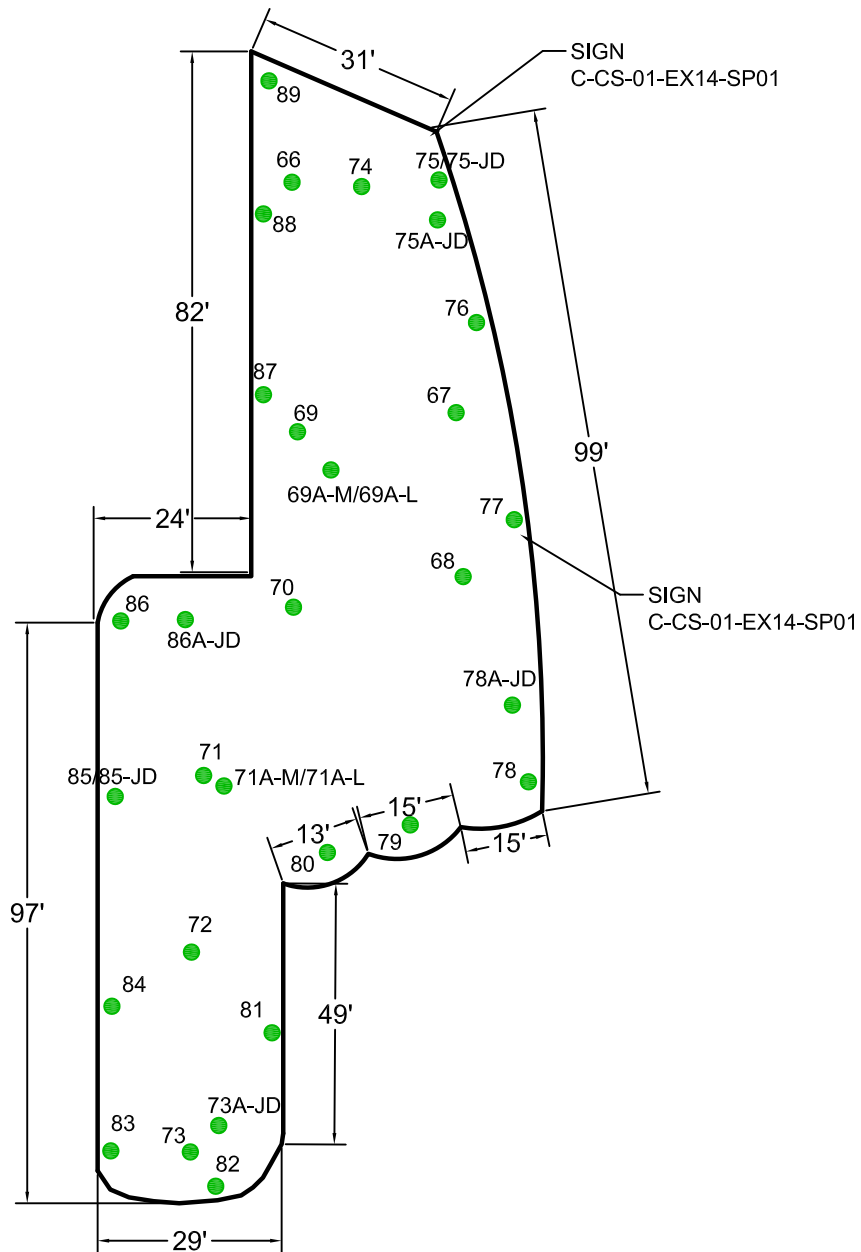 31'
SIGN
C-CS-01-EX14-SP01
89
66
74
75/75-JD
88
75A-JD
82'
76
87
69
67
99'
69A-M/69A-L
24'
77
68
SIGN
C-CS-01-EX14-SP01
70
86
86A-JD
78A-JD
71
85/85-JD
71A-M/71A-L
78
15'
13'
79
15'
80
97'
72
84
81
49'
73A-JD
83
73
82
29'